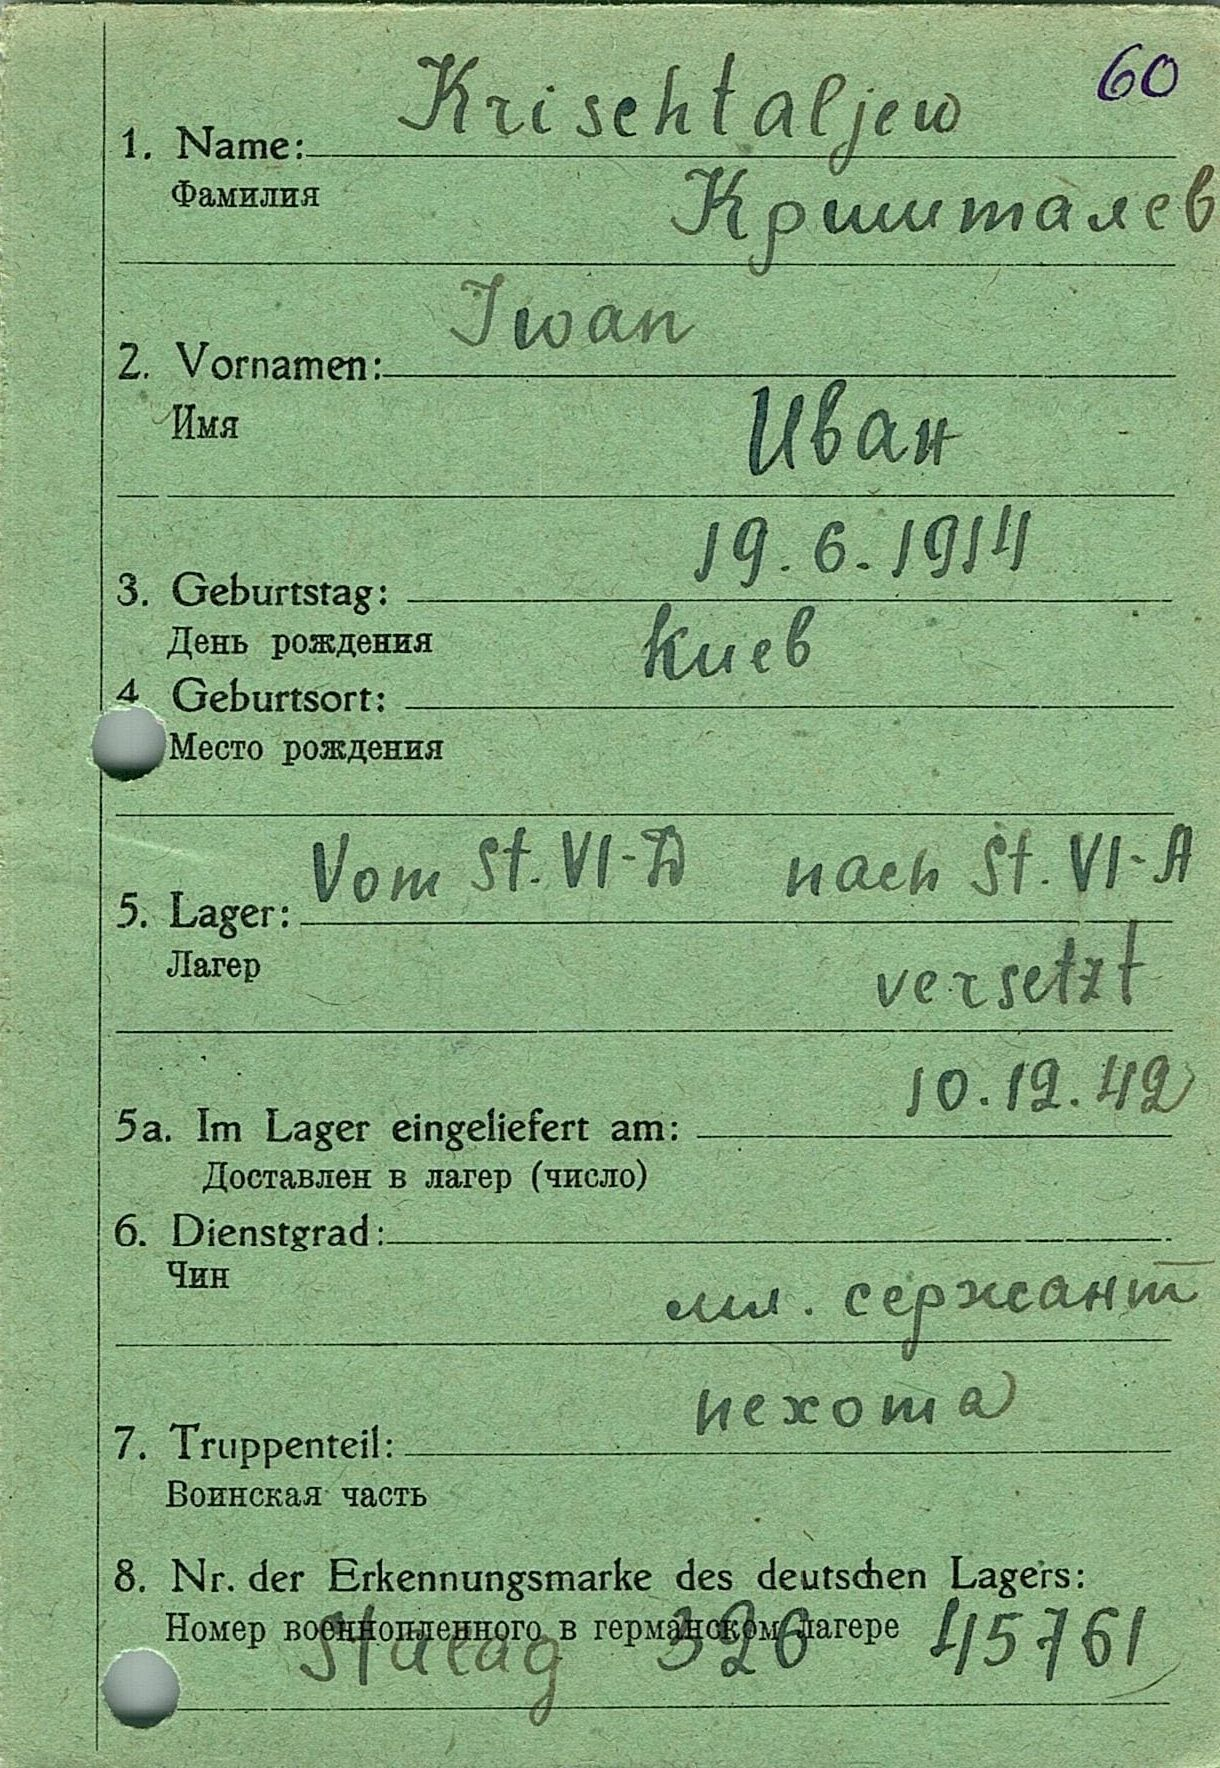 60
Krischtaljew
1. Name:
Фамилия
Кришталев
Iwan
2. Vornamen:
Имя
Иван
19.6.1914
3. Geburtstag:
День рождения
Киев
4 Geburtsort:
Место рождения
Vom St. VI-D nach St. VI-A
5. Lager:
Лагер
versetzt
10.12.42
5a. Im Lager eingeliefert am:
Доставлен в лагер (число)
6. Dienstgrad:
Чин
мл. сержант
пехота
7. Truppenteil:
Воинская часть
8. Nr. der Erkennungsmarke des deutschen Lagers:
Номер военнопленного в германском лагере
Stalag 326 45761